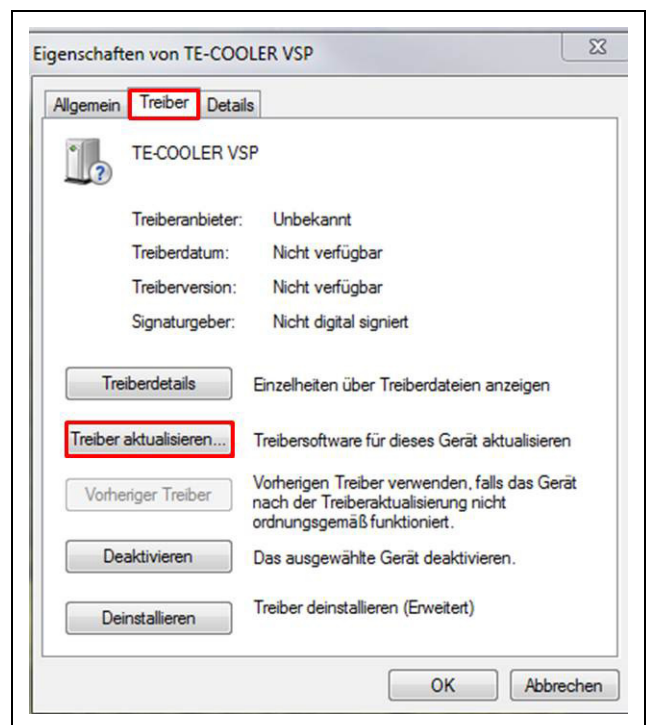 Eigenschaften von TE-COOLER VSP
Allgemein Treiber Details
TE-COOLER VSP
Treiberanbieter: Unbekannt
Treiberdatum: Nicht verfügbar
Treiberversion: Nicht verfügbar
Signaturgeber: Nicht digital signiert
Treiberdetails Einzelheiten über Treiberdateien anzeigen
Treiber aktualisieren... Treibersoftware für dieses Gerät aktualisieren
Vorheriger Treiber Vorherigen Treiber verwenden, falls das Gerät
nach der Treiberaktualisierung nicht
ordnungsgemäß funktioniert.
Deaktivieren Das ausgewählte Gerät deaktivieren.
Deinstallieren Treiber deinstallieren (Erweitert)
OK Abbrechen